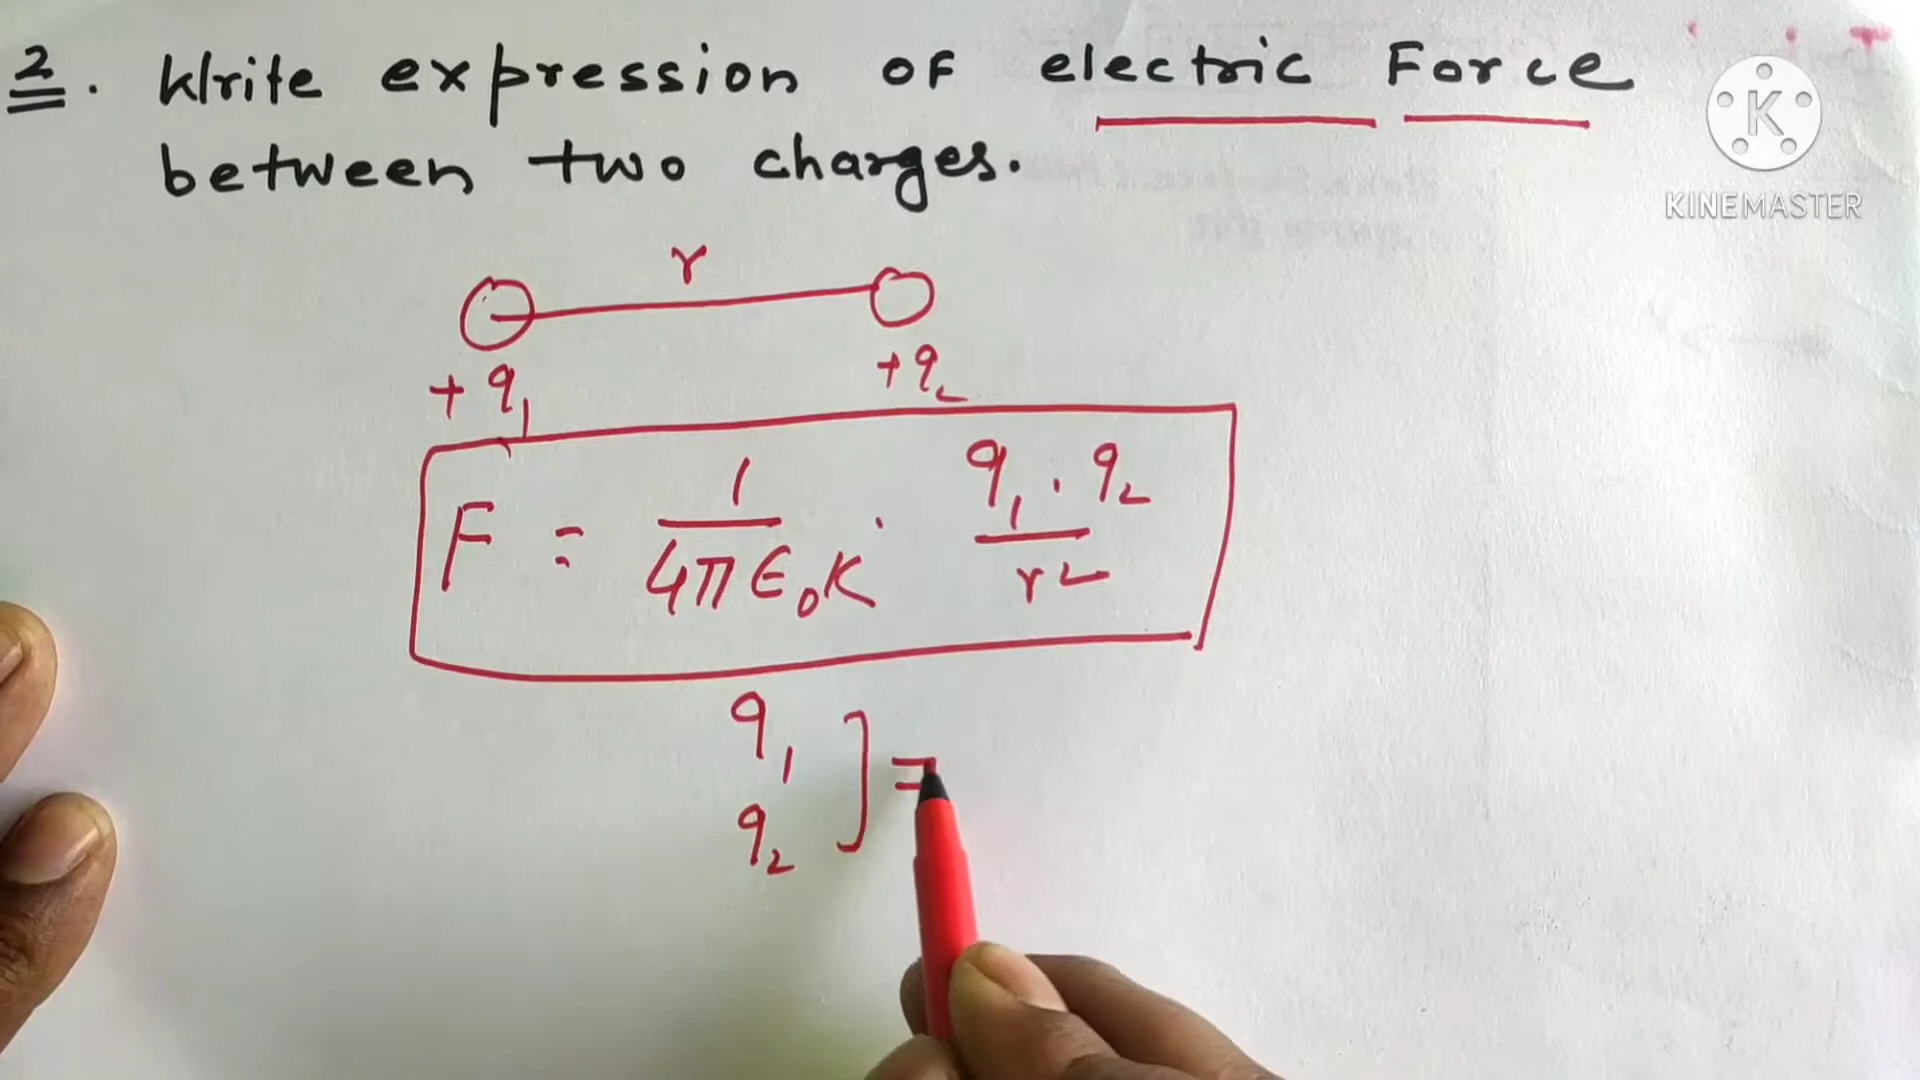 2. Write expression of electric Force
between two charges.
K
KINEMASTER
r
+q₁ +q₂
F = 1/4πϵ₀K · q₁·q₂/r²
q₁
q₂ ] =